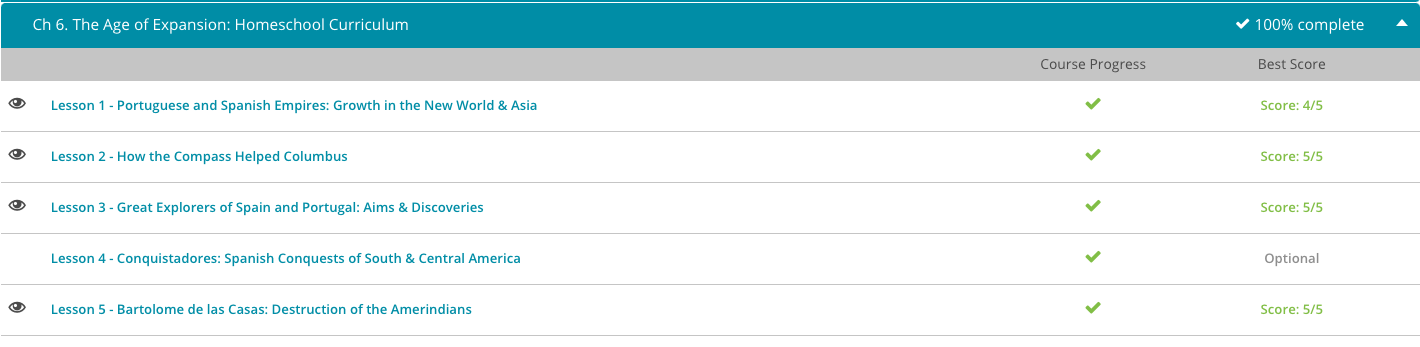 Ch 6. The Age of Expansion: Homeschool Curriculum 100% complete
Course Progress Best Score
Lesson 1 - Portuguese and Spanish Empires: Growth in the New World & Asia Score: 4/5
Lesson 2 - How the Compass Helped Columbus Score: 5/5
Lesson 3 - Great Explorers of Spain and Portugal: Aims & Discoveries Score: 5/5
Lesson 4 - Conquistadores: Spanish Conquests of South & Central America Optional
Lesson 5 - Bartolome de las Casas: Destruction of the Amerindians Score: 5/5